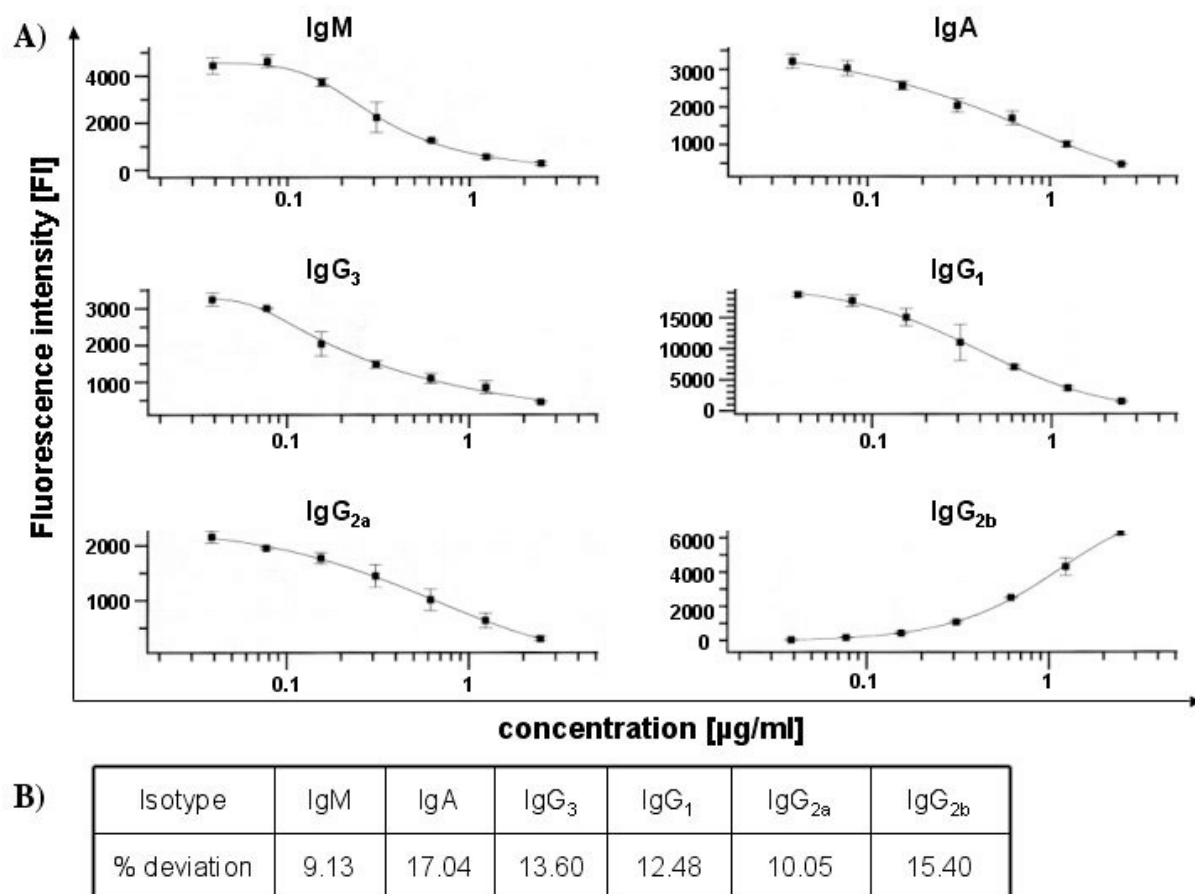 A)
IgM
4000
2000
0
0.1 1
IgA
3000
2000
1000
0.1 1
IgG3
3000
2000
1000
0.1 1
IgG1
15000
10000
5000
0
0.1 1
IgG2a
2000
1000
0.1 1
IgG2b
6000
4000
2000
0
0.1 1
Fluorescence intensity [FI]
concentration [µg/ml]
B)
Isotype IgM IgA IgG3 IgG1 IgG2a IgG2b
% deviation 9.13 17.04 13.60 12.48 10.05 15.40